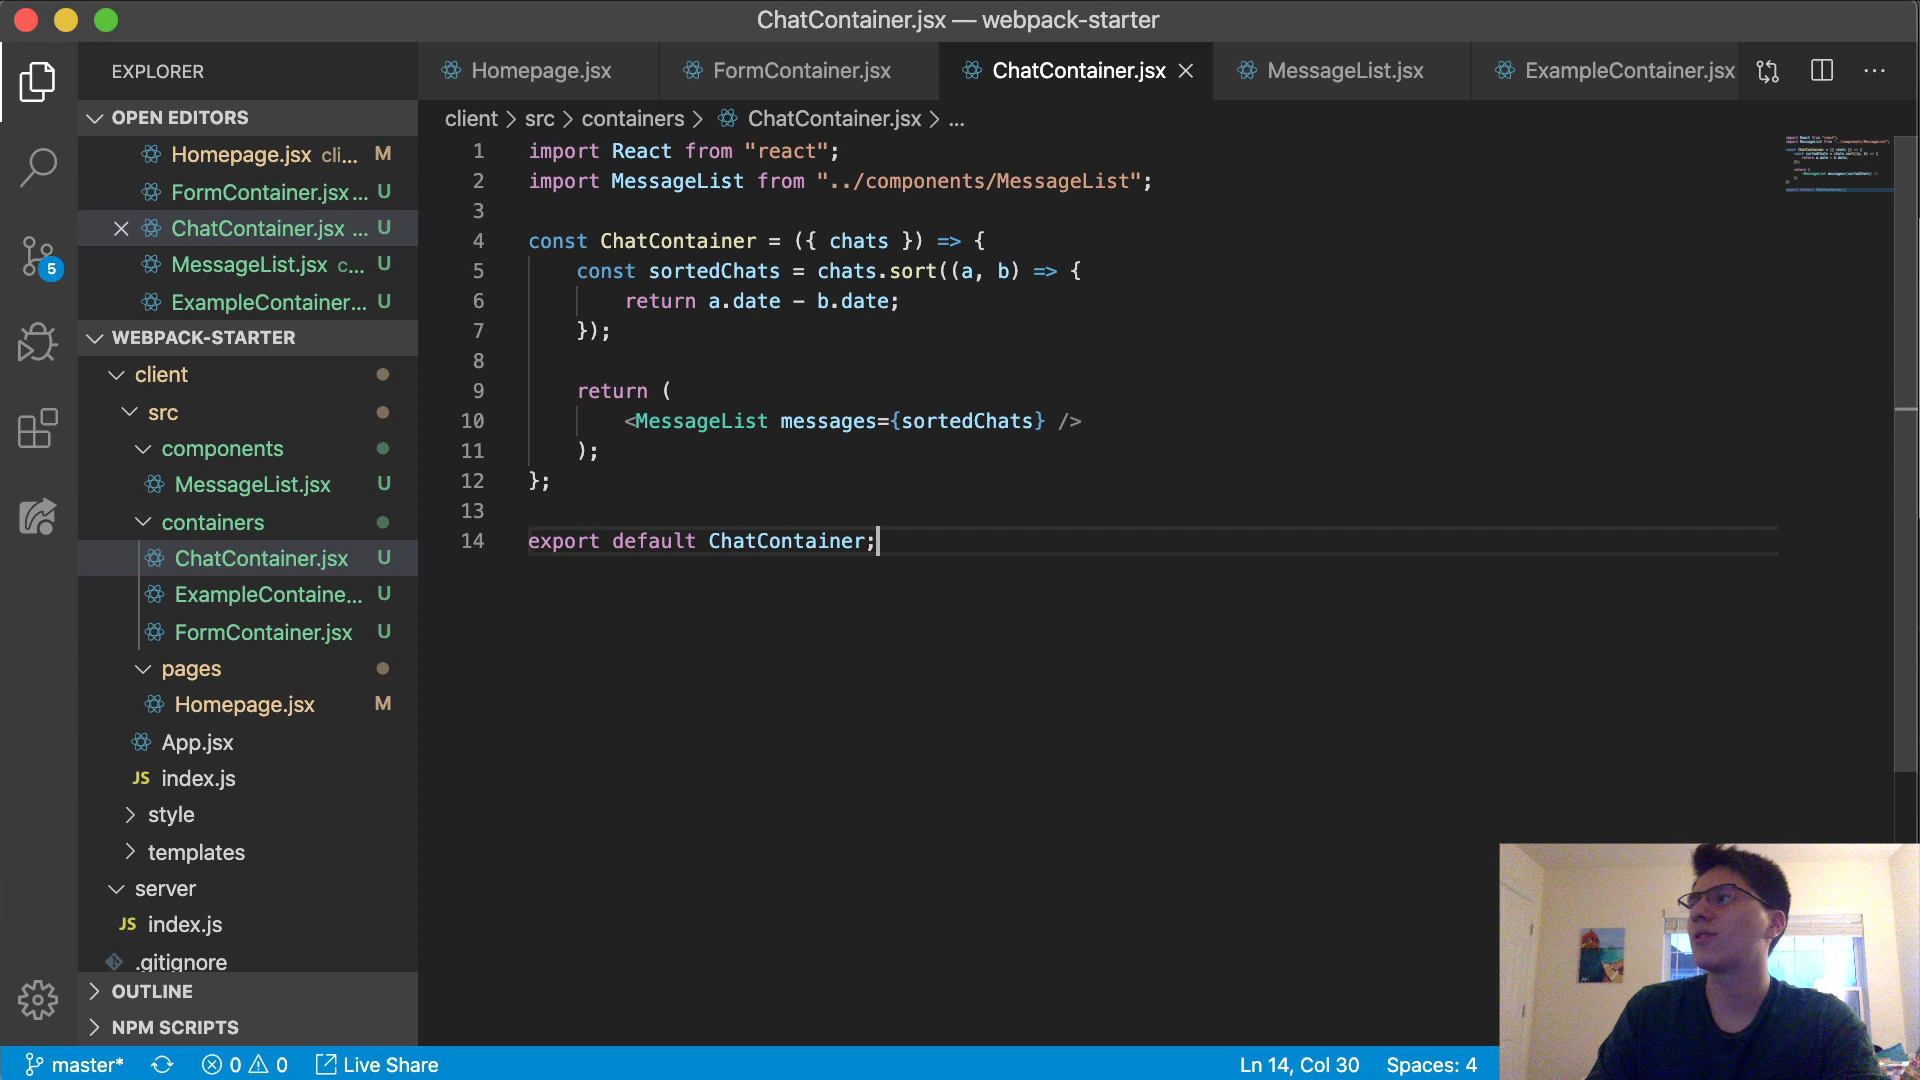 ChatContainer.jsx — webpack-starter
EXPLORER
Homepage.jsx
FormContainer.jsx
ChatContainer.jsx
MessageList.jsx
ExampleContainer.jsx
OPEN EDITORS
Homepage.jsx cli... M
FormContainer.jsx... U
ChatContainer.jsx ... U
MessageList.jsx c... U
ExampleContainer... U
WEBPACK-STARTER
client
src
components
MessageList.jsx U
containers
ChatContainer.jsx U
ExampleContaine... U
FormContainer.jsx U
pages
Homepage.jsx M
App.jsx
JS index.js
style
templates
server
JS index.js
.gitignore
OUTLINE
NPM SCRIPTS
client > src > containers > ChatContainer.jsx > ...
1 import React from "react";
2 import MessageList from "../components/MessageList";
3
4 const ChatContainer = ({ chats }) => {
5 const sortedChats = chats.sort((a, b) => {
6 return a.date - b.date;
7 });
8
9 return (
10 <MessageList messages={sortedChats} />
11 );
12 };
13
14 export default ChatContainer;
5
master* 0 0 Live Share
Ln 14, Col 30 Spaces: 4